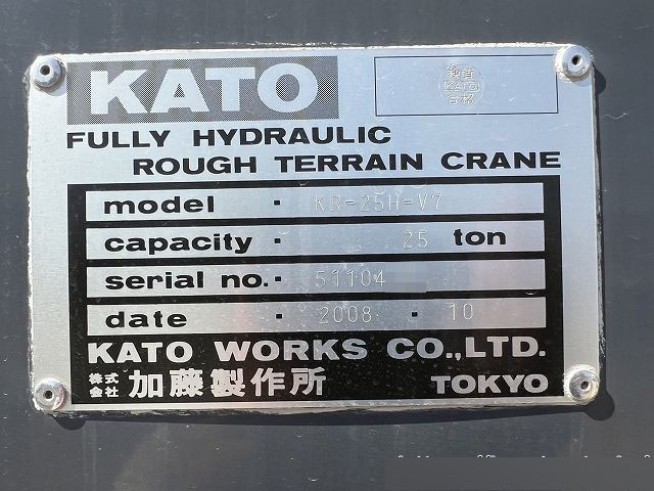 KATO
FULLY HYDRAULIC
ROUGH TERRAIN CRANE
model · KR-25H-V7
capacity · 25 ton
serial no. · 51104
date · 2008 · 10
KATO WORKS CO.,LTD.
株式会社 加藤製作所 TOKYO